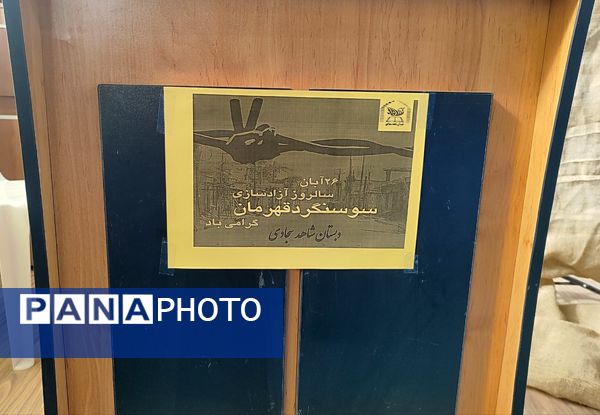 ۲۶ آبان
سالروز آزادسازی
سوسنگرد قهرمان
گرامی باد
دبستان شاهد سجادی
PANAPHOTO